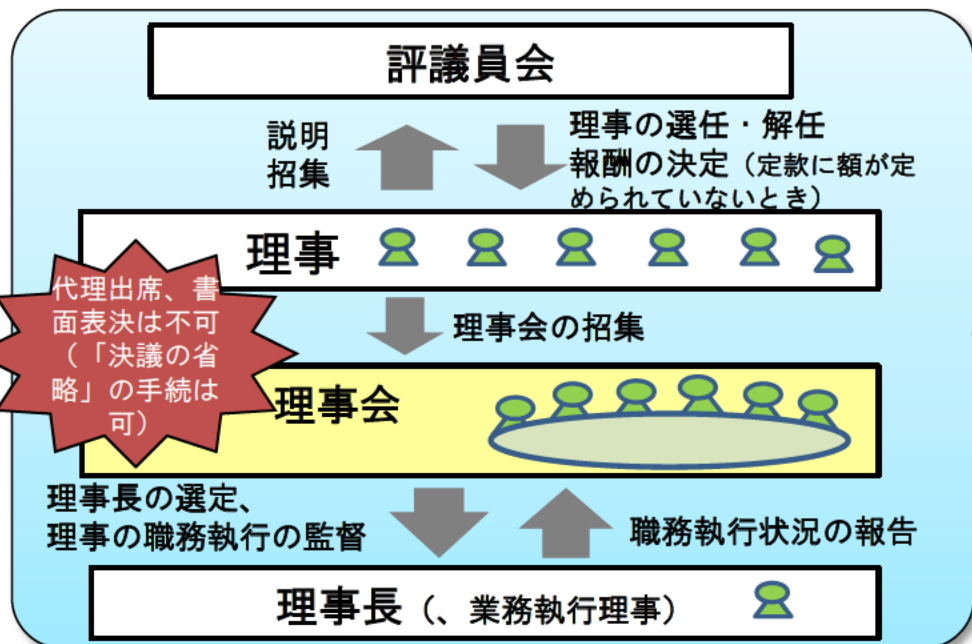 評議員会
説明
招集
理事の選任・解任
報酬の決定（定款に額が定
められていないとき）
理事
代理出席、書
面表決は不可
（「決議の省
略」の手続は
可）
理事会の招集
理事会
理事長の選定、
理事の職務執行の監督
職務執行状況の報告
理事長（、業務執行理事）